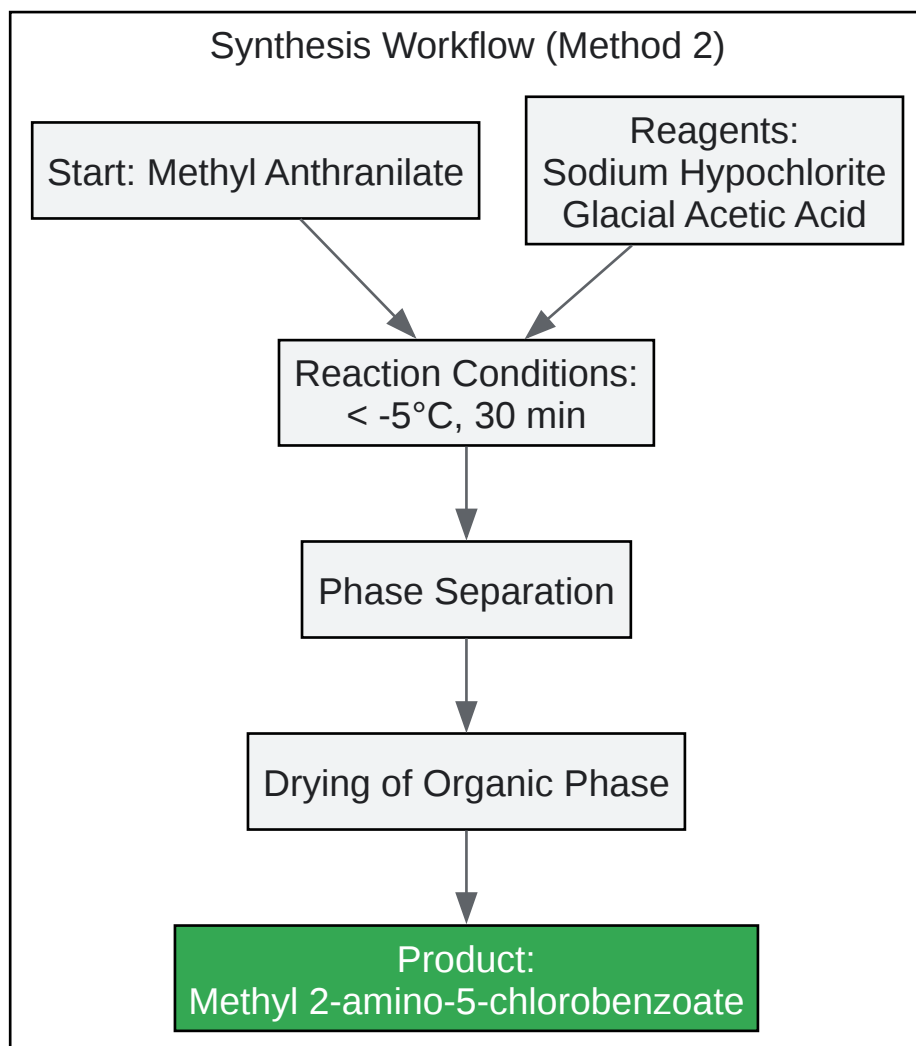 Synthesis Workflow (Method 2)
Start: Methyl Anthranilate
Reagents:
Sodium Hypochlorite
Glacial Acetic Acid
Reaction Conditions:
< -5°C, 30 min
Phase Separation
Drying of Organic Phase
Product:
Methyl 2-amino-5-chlorobenzoate